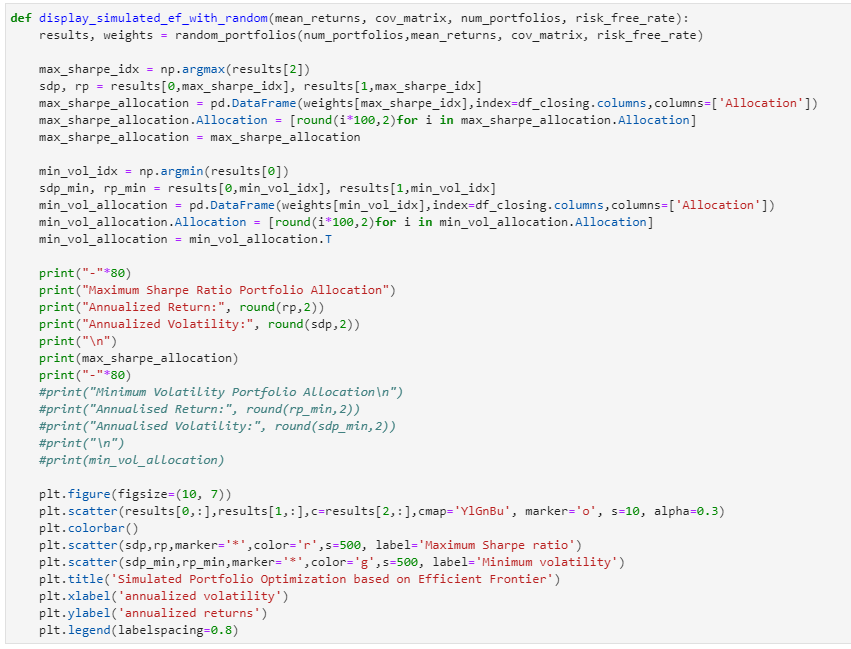 def display_simulated_ef_with_random(mean_returns, cov_matrix, num_portfolios, risk_free_rate):
    results, weights = random_portfolios(num_portfolios,mean_returns, cov_matrix, risk_free_rate)

    max_sharpe_idx = np.argmax(results[2])
    sdp, rp = results[0,max_sharpe_idx], results[1,max_sharpe_idx]
    max_sharpe_allocation = pd.DataFrame(weights[max_sharpe_idx],index=df_closing.columns,columns=['Allocation'])
    max_sharpe_allocation.Allocation = [round(i*100,2)for i in max_sharpe_allocation.Allocation]
    max_sharpe_allocation = max_sharpe_allocation

    min_vol_idx = np.argmin(results[0])
    sdp_min, rp_min = results[0,min_vol_idx], results[1,min_vol_idx]
    min_vol_allocation = pd.DataFrame(weights[min_vol_idx],index=df_closing.columns,columns=['Allocation'])
    min_vol_allocation.Allocation = [round(i*100,2)for i in min_vol_allocation.Allocation]
    min_vol_allocation = min_vol_allocation.T

    print("-"*80)
    print("Maximum Sharpe Ratio Portfolio Allocation")
    print("Annualized Return:", round(rp,2))
    print("Annualized Volatility:", round(sdp,2))
    print("\n")
    print(max_sharpe_allocation)
    print("-"*80)
    #print("Minimum Volatility Portfolio Allocation\n")
    #print("Annualised Return:", round(rp_min,2))
    #print("Annualised Volatility:", round(sdp_min,2))
    #print("\n")
    #print(min_vol_allocation)

    plt.figure(figsize=(10, 7))
    plt.scatter(results[0,:],results[1,:],c=results[2,:],cmap='YlGnBu', marker='o', s=10, alpha=0.3)
    plt.colorbar()
    plt.scatter(sdp,rp,marker='*',color='r',s=500, label='Maximum Sharpe ratio')
    plt.scatter(sdp_min,rp_min,marker='*',color='g',s=500, label='Minimum volatility')
    plt.title('Simulated Portfolio Optimization based on Efficient Frontier')
    plt.xlabel('annualized volatility')
    plt.ylabel('annualized returns')
    plt.legend(labelspacing=0.8)